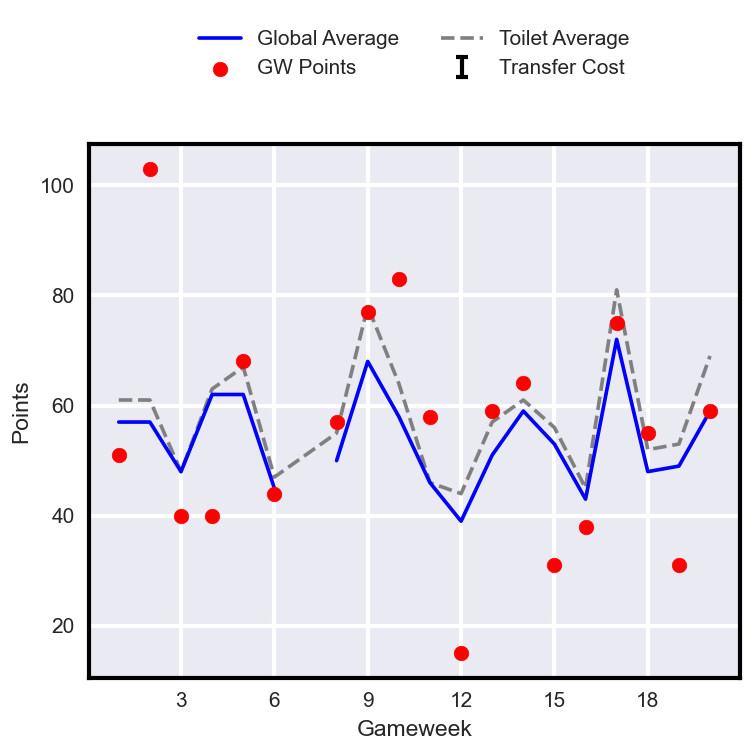 Global Average
Toilet Average
GW Points
Transfer Cost
100
80
60
40
20
Points
3 6 9 12 15 18
Gameweek